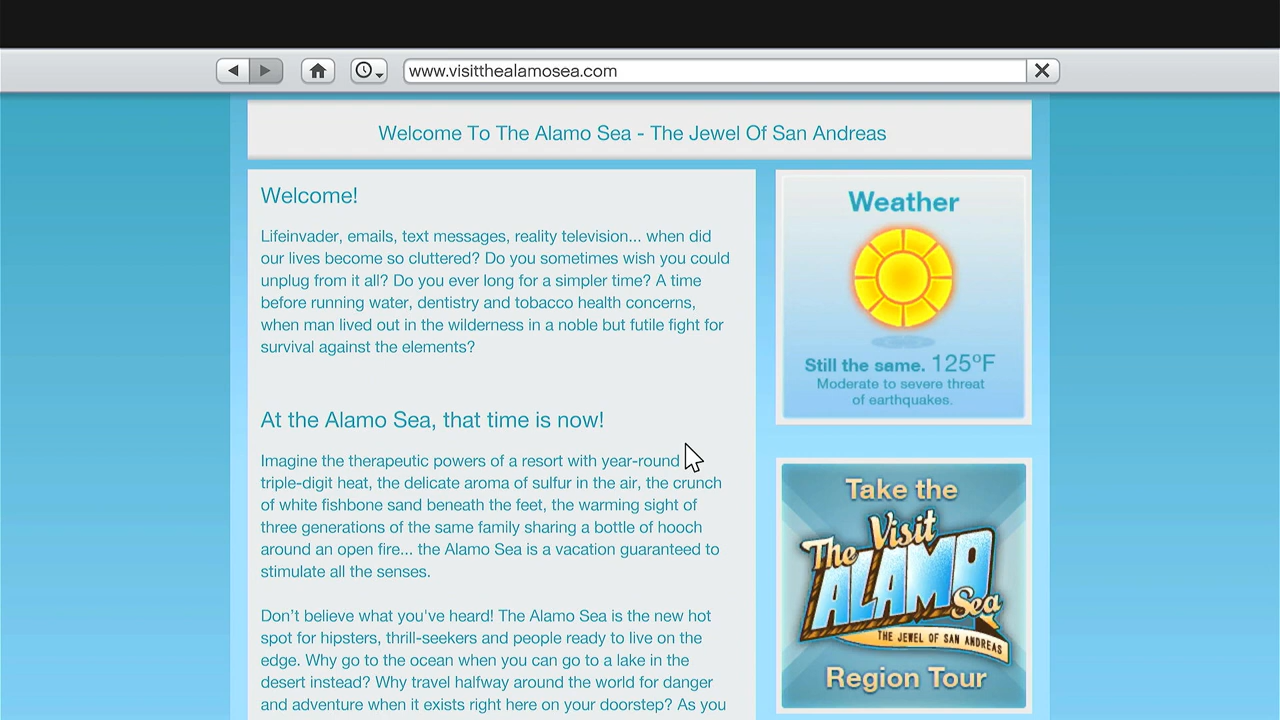 www.visitthealamosea.com
Welcome To The Alamo Sea - The Jewel Of San Andreas
Welcome!
Lifeinvader, emails, text messages, reality television... when did
our lives become so cluttered? Do you sometimes wish you could
unplug from it all? Do you ever long for a simpler time? A time
before running water, dentistry and tobacco health concerns,
when man lived out in the wilderness in a noble but futile fight for
survival against the elements?
At the Alamo Sea, that time is now!
Imagine the therapeutic powers of a resort with year-round
triple-digit heat, the delicate aroma of sulfur in the air, the crunch
of white fishbone sand beneath the feet, the warming sight of
three generations of the same family sharing a bottle of hooch
around an open fire... the Alamo Sea is a vacation guaranteed to
stimulate all the senses.
Don’t believe what you've heard! The Alamo Sea is the new hot
spot for hipsters, thrill-seekers and people ready to live on the
edge. Why go to the ocean when you can go to a lake in the
desert instead? Why travel halfway around the world for danger
and adventure when it exists right here on your doorstep? As you
Weather
Still the same. 125ºF
Moderate to severe threat
of earthquakes.
Take the
Visit
The
ALAMO
Sea
THE JEWEL OF SAN ANDREAS
Region Tour